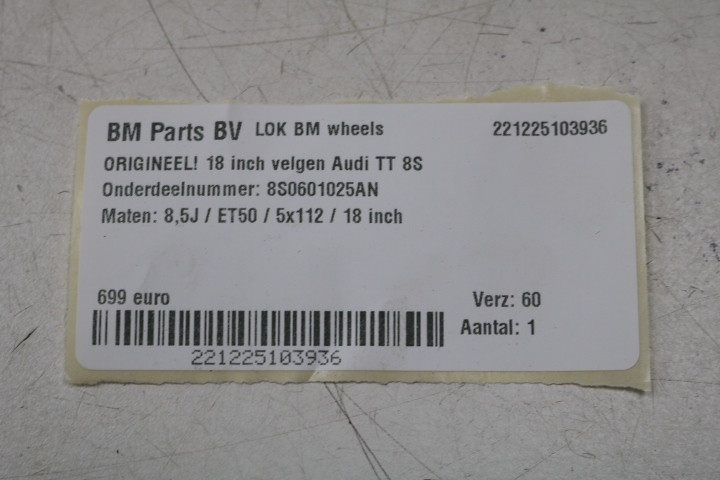 BM Parts BV LOK BM wheels 221225103936
ORIGINEEL! 18 inch velgen Audi TT 8S
Onderdeelnummer: 8S0601025AN
Maten: 8,5J / ET50 / 5x112 / 18 inch
699 euro Verz: 60
Aantal: 1
221225103936